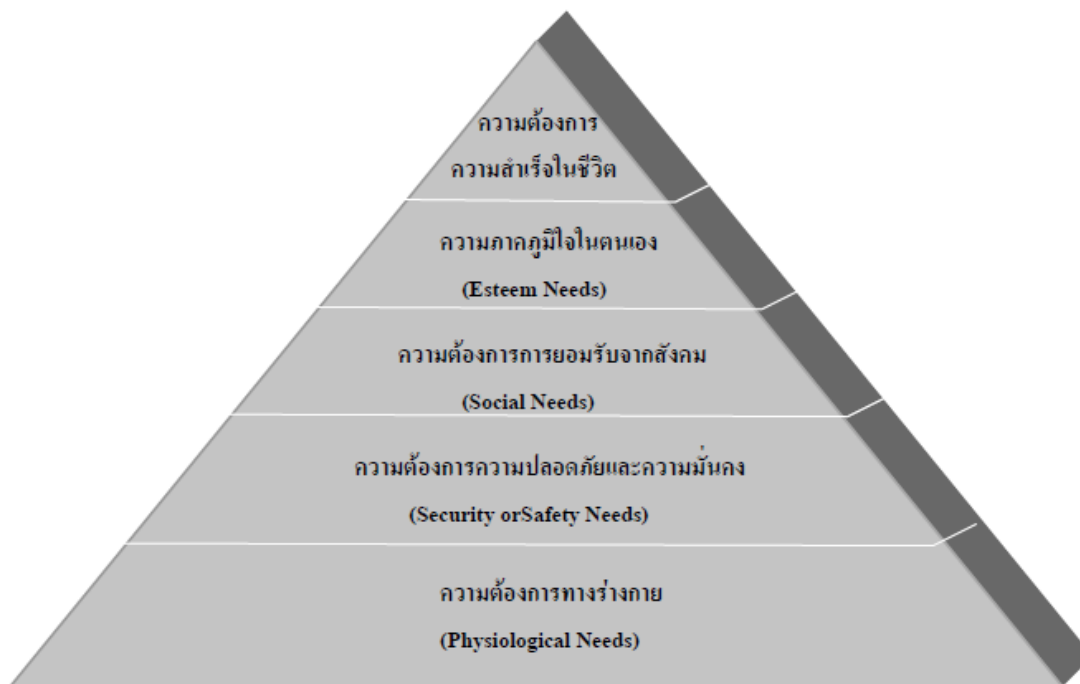 ความต้องการ
ความสำเร็จในชีวิต
ความภาคภูมิใจในตนเอง
(Esteem Needs)
ความต้องการการยอมรับจากสังคม
(Social Needs)
ความต้องการความปลอดภัยและความมั่นคง
(Security orSafety Needs)
ความต้องการทางร่างกาย
(Physiological Needs)